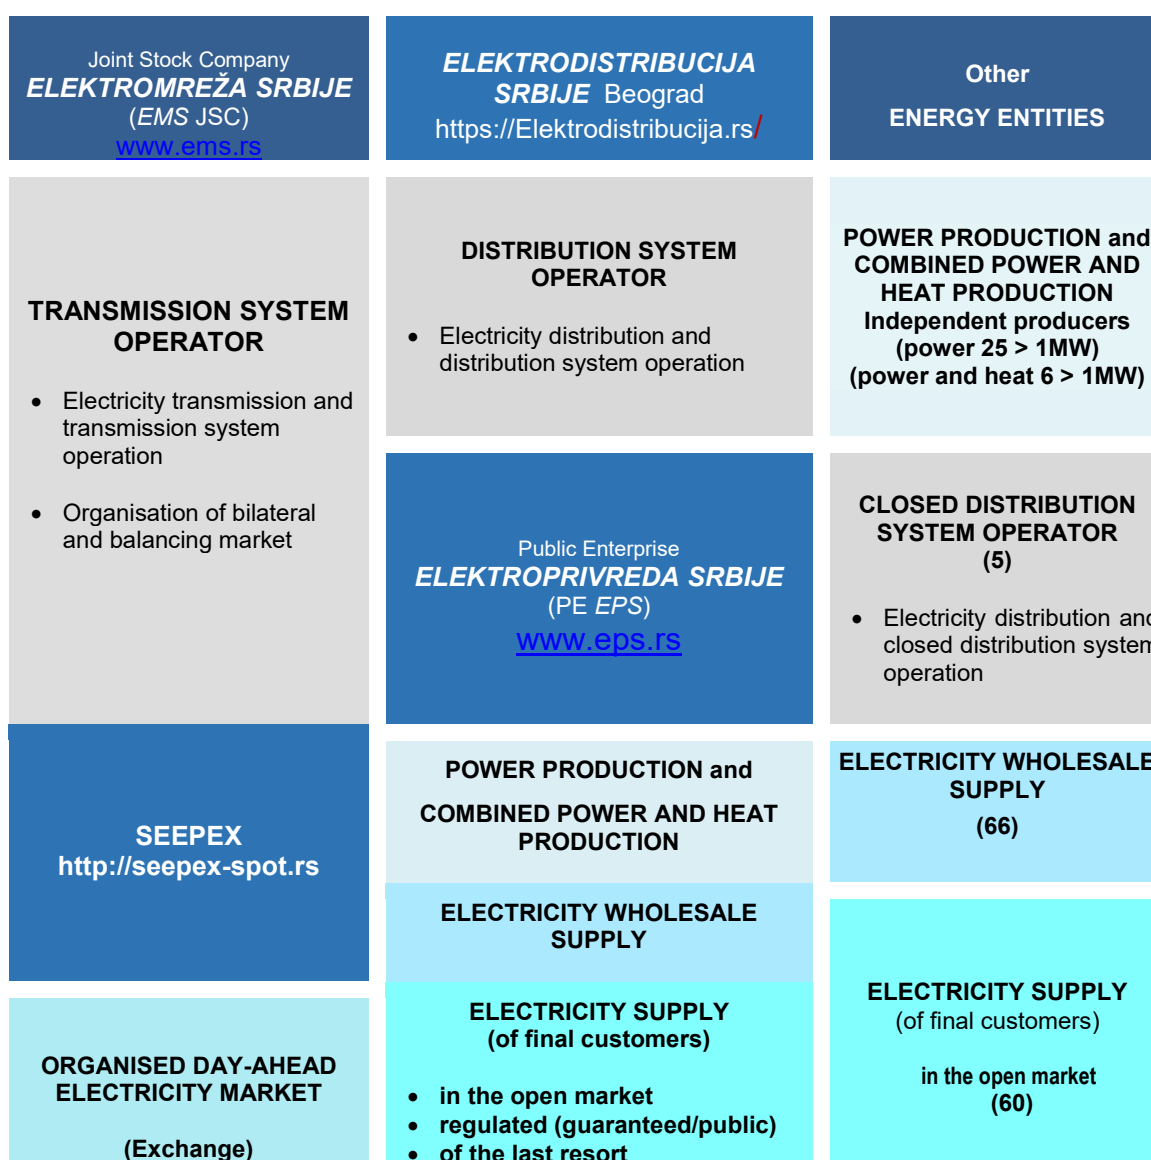 Joint Stock Company
ELEKTROMREŽA SRBIJE
(EMS JSC)
www.ems.rs
TRANSMISSION SYSTEM
OPERATOR
• Electricity transmission and
transmission system
operation
• Organisation of bilateral
and balancing market
SEEPEX
http://seepex-spot.rs
ORGANISED DAY-AHEAD
ELECTRICITY MARKET
(Exchange)
ELEKTRODISTRIBUCIJA
SRBIJE Beograd
https://Elektrodistribucija.rs/
DISTRIBUTION SYSTEM
OPERATOR
• Electricity distribution and
distribution system operation
Public Enterprise
ELEKTROPRIVREDA SRBIJE
(PE EPS)
www.eps.rs
POWER PRODUCTION and
COMBINED POWER AND HEAT
PRODUCTION
ELECTRICITY WHOLESALE
SUPPLY
ELECTRICITY SUPPLY
(of final customers)
• in the open market
• regulated (guaranteed/public)
• of the last resort
Other
ENERGY ENTITIES
POWER PRODUCTION and
COMBINED POWER AND
HEAT PRODUCTION
Independent producers
(power 25 > 1MW)
(power and heat 6 > 1MW)
CLOSED DISTRIBUTION
SYSTEM OPERATOR
(5)
• Electricity distribution and
closed distribution system
operation
ELECTRICITY WHOLESALE
SUPPLY
(66)
ELECTRICITY SUPPLY
(of final customers)
in the open market
(60)